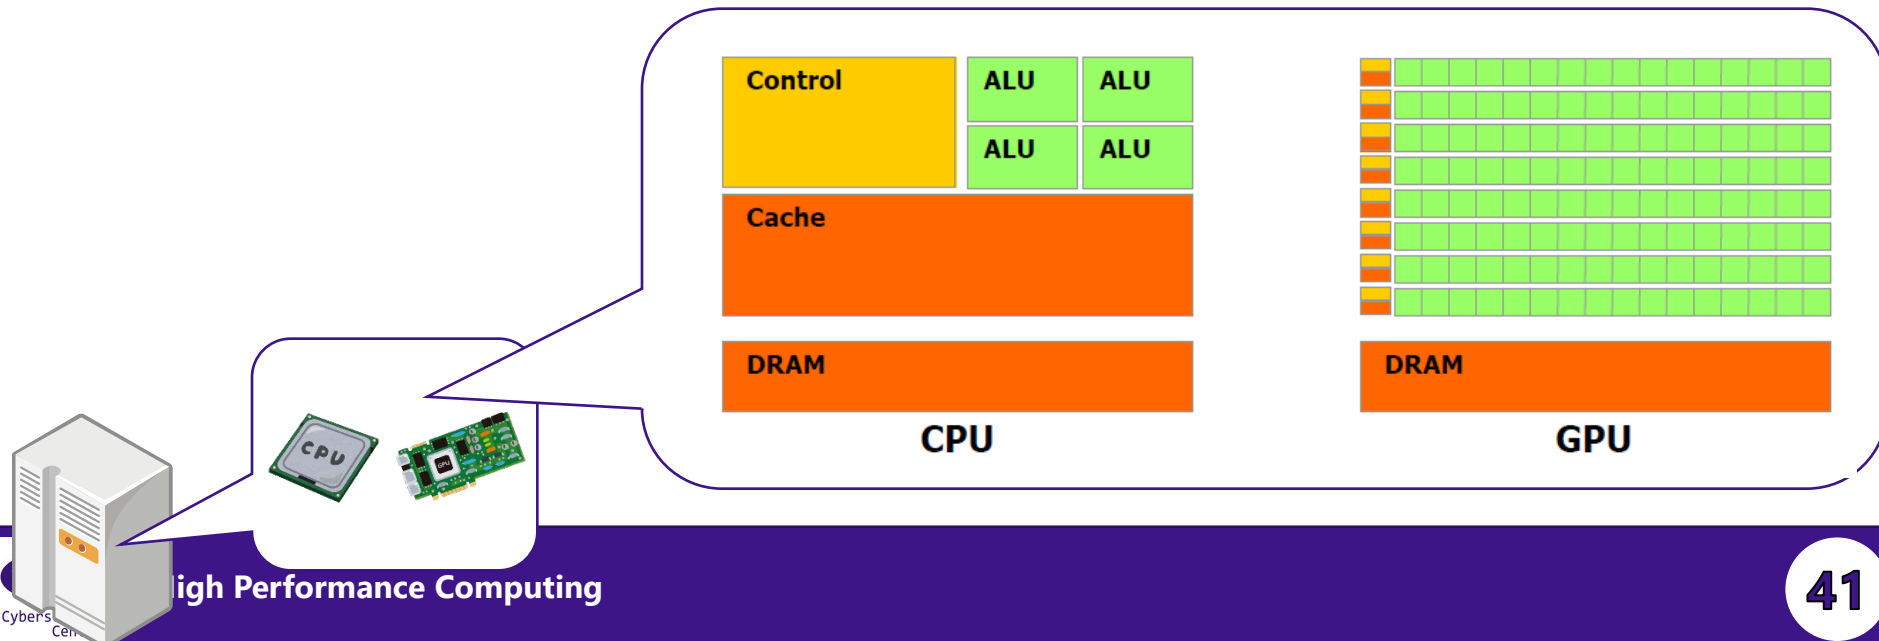 Control
ALU
ALU
ALU
ALU
Cache
DRAM
CPU
DRAM
GPU
CPU
GPU
igh Performance Computing
41
Cybers
Cen